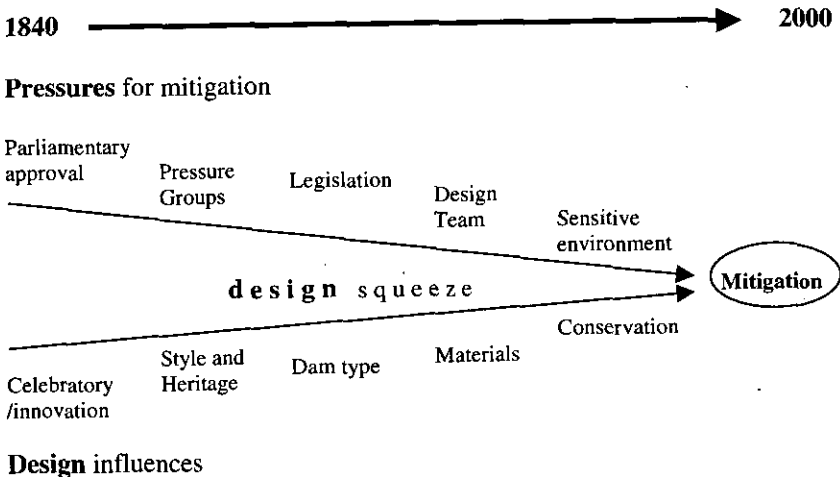 1840 2000
Pressures for mitigation
Parliamentary
approval
Pressure
Groups
Legislation
Design
Team
Sensitive
environment
design squeeze
Mitigation
Conservation
Materials
Dam type
Style and
Heritage
Celebratory
/innovation
Design influences